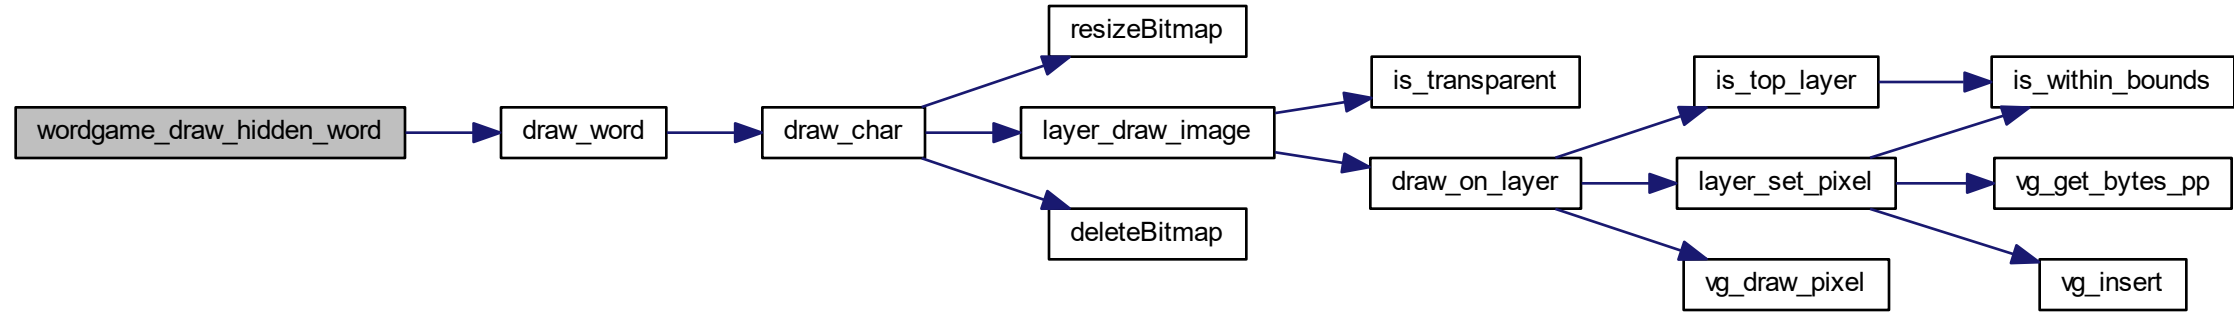 wordgame_draw_hidden_word
draw_word
draw_char
resizeBitmap
layer_draw_image
deleteBitmap
is_transparent
draw_on_layer
is_top_layer
layer_set_pixel
vg_draw_pixel
is_within_bounds
vg_get_bytes_pp
vg_insert